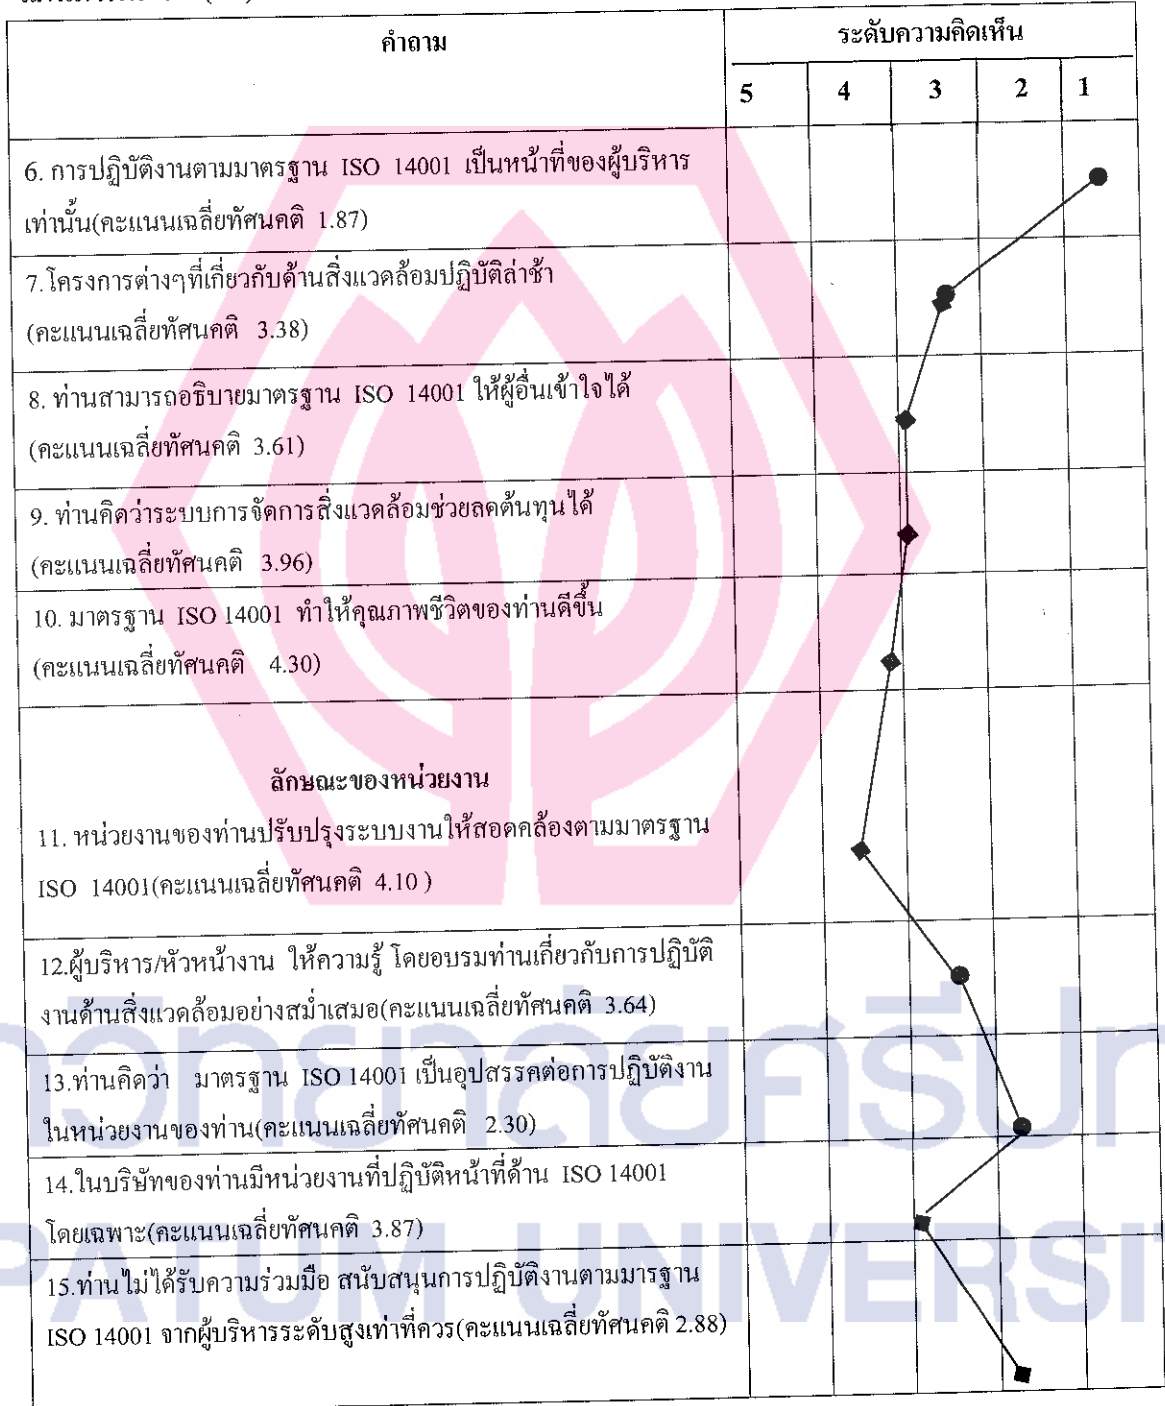 คำถาม
ระดับความคิดเห็น
5 4 3 2 1
6. การปฏิบัติงานตามมาตรฐาน ISO 14001 เป็นหน้าที่ของผู้บริหาร
เท่านั้น(คะแนนเฉลี่ยทัศนคติ 1.87)
7.โครงการต่างๆที่เกี่ยวกับด้านสิ่งแวดล้อมปฏิบัติล่าช้า
(คะแนนเฉลี่ยทัศนคติ 3.38)
8. ท่านสามารถอธิบายมาตรฐาน ISO 14001 ให้ผู้อื่นเข้าใจได้
(คะแนนเฉลี่ยทัศนคติ 3.61)
9. ท่านคิดว่าระบบการจัดการสิ่งแวดล้อมช่วยลดต้นทุนได้
(คะแนนเฉลี่ยทัศนคติ 3.96)
10. มาตรฐาน ISO 14001 ทำให้คุณภาพชีวิตของท่านดีขึ้น
(คะแนนเฉลี่ยทัศนคติ 4.30)
ลักษณะของหน่วยงาน
11. หน่วยงานของท่านปรับปรุงระบบงานให้สอดคล้องตามมาตรฐาน
ISO 14001(คะแนนเฉลี่ยทัศนคติ 4.10 )
12.ผู้บริหาร/หัวหน้างาน ให้ความรู้ โดยอบรมท่านเกี่ยวกับการปฏิบัติ
งานด้านสิ่งแวดล้อมอย่างสม่ำเสมอ(คะแนนเฉลี่ยทัศนคติ 3.64)
13.ท่านคิดว่า มาตรฐาน ISO 14001 เป็นอุปสรรคต่อการปฏิบัติงาน
ในหน่วยงานของท่าน(คะแนนเฉลี่ยทัศนคติ 2.30)
14.ในบริษัทของท่านมีหน่วยงานที่ปฏิบัติหน้าที่ด้าน ISO 14001
โดยเฉพาะ(คะแนนเฉลี่ยทัศนคติ 3.87)
15.ท่านไม่ได้รับความร่วมมือ สนับสนุนการปฏิบัติงานตามมารฐาน
ISO 14001 จากผู้บริหารระดับสูงเท่าที่ควร(คะแนนเฉลี่ยทัศนคติ 2.88)